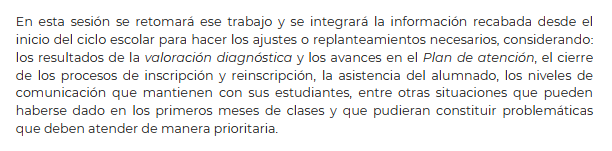 En esta sesión se retomará ese trabajo y se integrará la información recabada desde el
inicio del ciclo escolar para hacer los ajustes o replanteamientos necesarios, considerando:
los resultados de la valoración diagnóstica y los avances en el Plan de atención, el cierre
de los procesos de inscripción y reinscripción, la asistencia del alumnado, los niveles de
comunicación que mantienen con sus estudiantes, entre otras situaciones que pueden
haberse dado en los primeros meses de clases y que pudieran constituir problemáticas
que deben atender de manera prioritaria.